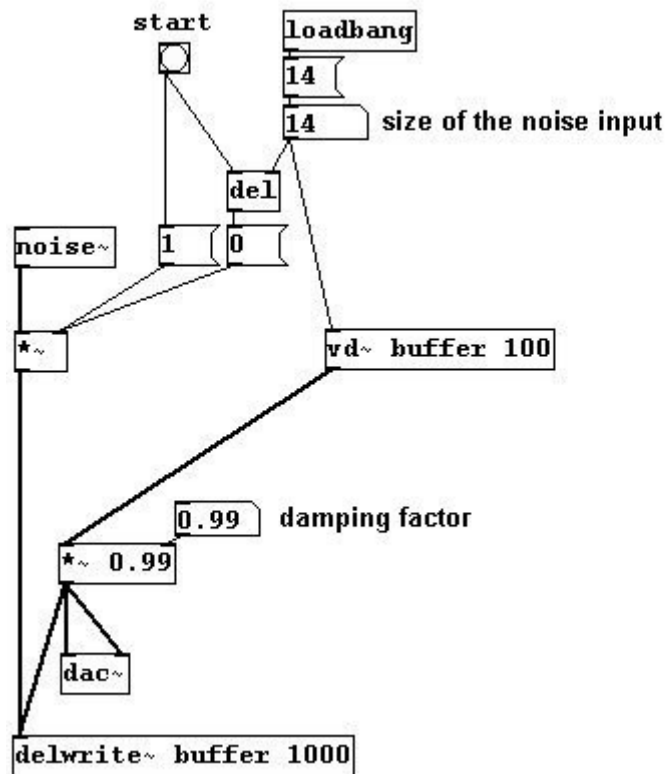 start
loadbang
14
14
size of the noise input
del
noise~
1
0
*~
vd~ buffer 100
0.99
damping factor
*~ 0.99
dac~
delwrite~ buffer 1000